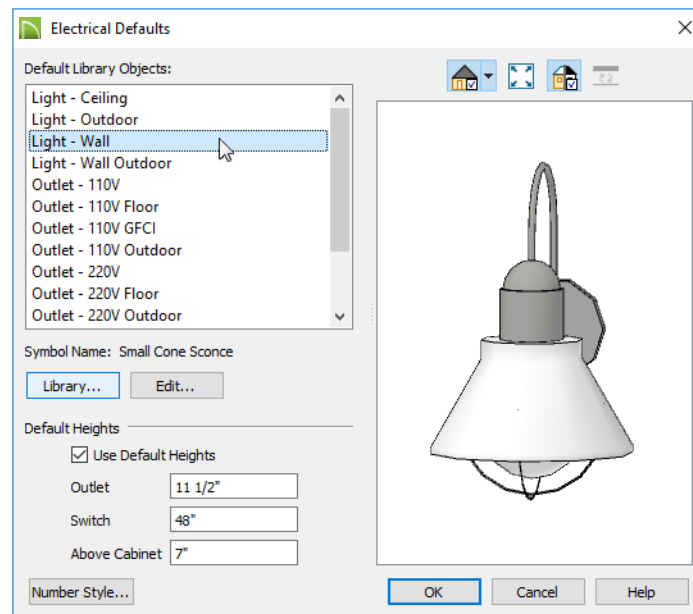 Electrical Defaults
Default Library Objects:
Light - Ceiling
Light - Outdoor
Light - Wall
Light - Wall Outdoor
Outlet - 110V
Outlet - 110V Floor
Outlet - 110V GFCI
Outlet - 110V Outdoor
Outlet - 220V
Outlet - 220V Floor
Outlet - 220V Outdoor
Symbol Name: Small Cone Sconce
Library... Edit...
Default Heights
Use Default Heights
Outlet 11 1/2"
Switch 48"
Above Cabinet 7"
Number Style... OK Cancel Help